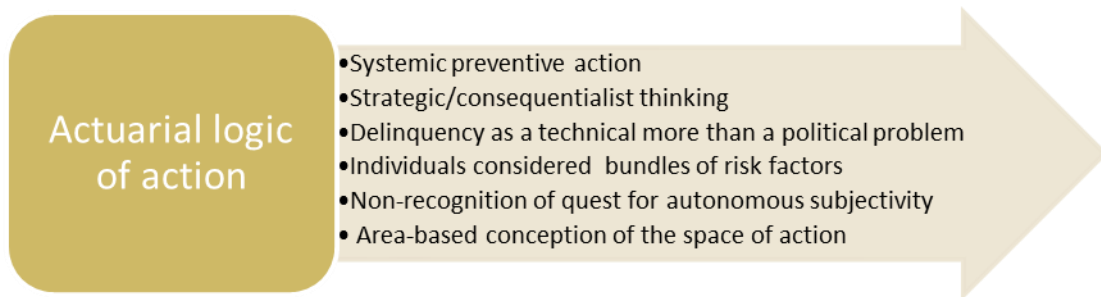 Actuarial logic
of action
•Systemic preventive action
•Strategic/consequentialist thinking
•Delinquency as a technical more than a political problem
•Individuals considered bundles of risk factors
•Non-recognition of quest for autonomous subjectivity
• Area-based conception of the space of action